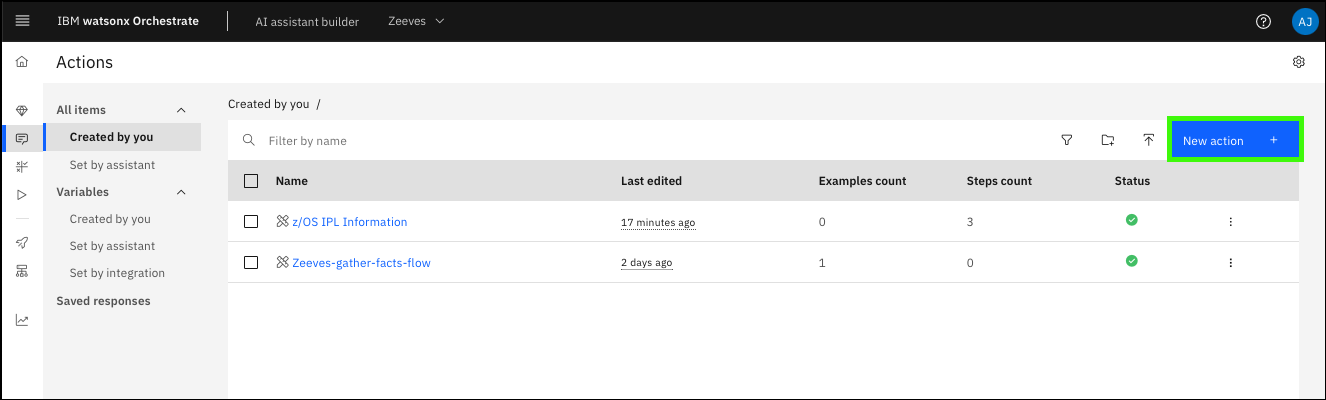 IBM watsonx Orchestrate AI assistant builder Zeeves AJ
Actions
All items
Created by you
Set by assistant
Variables
Created by you
Set by assistant
Set by integration
Saved responses
Created by you /
Filter by name New action +
Name Last edited Examples count Steps count Status
z/OS IPL Information 17 minutes ago 0 3
Zeeves-gather-facts-flow 2 days ago 1 0